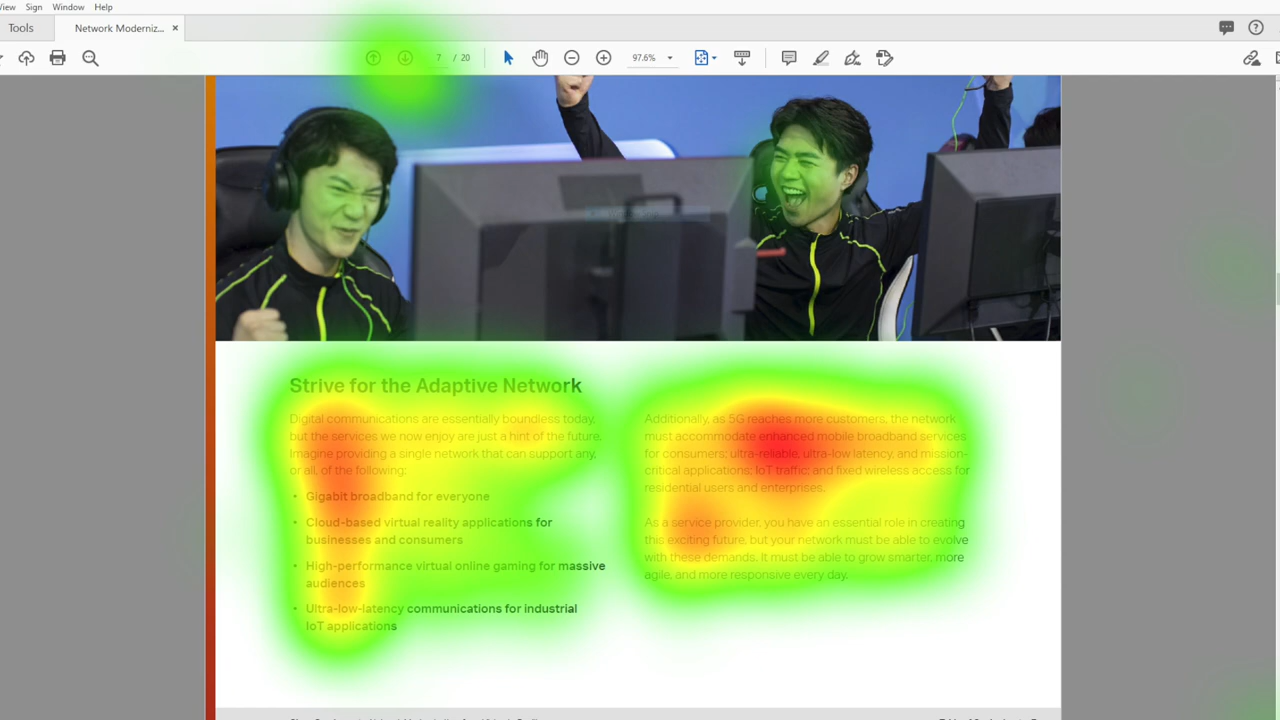 View Sign Window Help
Tools Network Moderniz... ×
7 / 20 97.6%
Strive for the Adaptive Network
Digital communications are essentially boundless today,
but the services we now enjoy are just a hint of the future.
Imagine providing a single network that can support any,
or all, of the following:
• Gigabit broadband for everyone
• Cloud-based virtual reality applications for
businesses and consumers
• High-performance virtual online gaming for massive
audiences
• Ultra-low-latency communications for industrial
IoT applications
Additionally, as 5G reaches more customers, the network
must accommodate enhanced mobile broadband services
for consumers; ultra-reliable, ultra-low latency, and mission-
critical applications; IoT traffic; and fixed wireless access for
residential users and enterprises.
As a service provider, you have an essential role in creating
this exciting future, but your network must be able to evolve
with these demands. It must be able to grow smarter, more
agile, and more responsive every day.